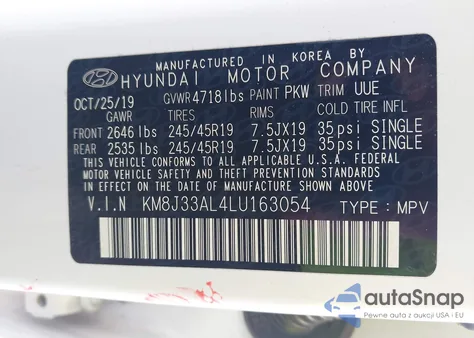 MANUFACTURED IN KOREA BY
HYUNDAI MOTOR COMPANY
OCT/25/19 GVWR 4718 lbs PAINT PKW TRIM UUE
GAWR TIRES RIMS COLD TIRE INFL
FRONT 2646 lbs 245/45R19 7.5JX19 35psi SINGLE
REAR 2535 lbs 245/45R19 7.5JX19 35psi SINGLE
THIS VEHICLE CONFORMS TO ALL APPLICABLE U.S.A. FEDERAL
MOTOR VEHICLE SAFETY AND THEFT PREVENTION STANDARDS
IN EFFECT ON THE DATE OF MANUFACTURE SHOWN ABOVE.
V.I.N KM8J33AL4LU163054 TYPE : MPV
autoSnap
Pewne auta z aukcji USA i EU